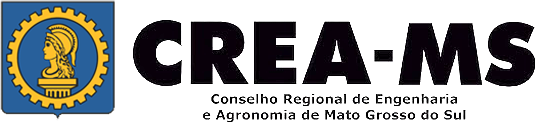 CREA-MS
Conselho Regional de Engenharia
e Agronomia de Mato Grosso do Sul